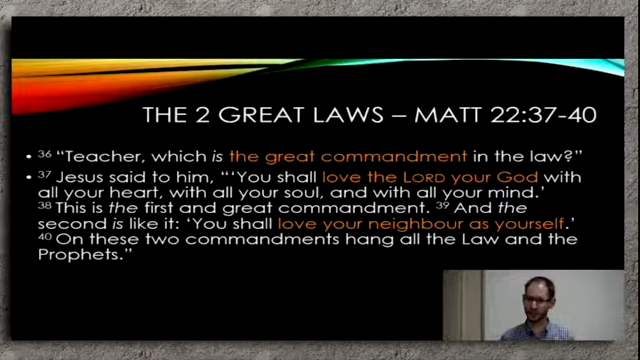 THE 2 GREAT LAWS – MATT 22:37-40
• ³⁶ “Teacher, which is the great commandment in the law?”
• ³⁷ Jesus said to him, “‘You shall love the LORD your God with
all your heart, with all your soul, and with all your mind.’
³⁸ This is the first and great commandment. ³⁹ And the
second is like it: ‘You shall love your neighbour as yourself.’
⁴⁰ On these two commandments hang all the Law and the
Prophets.”